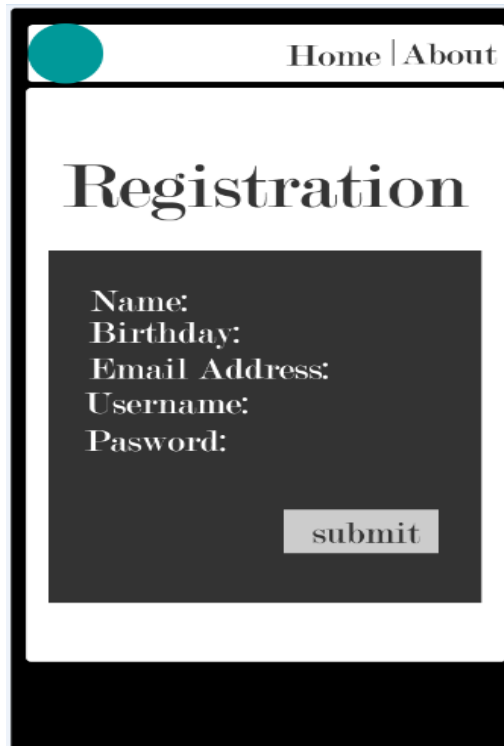 Home | About
Registration
Name:
Birthday:
Email Address:
Username:
Pasword:
submit